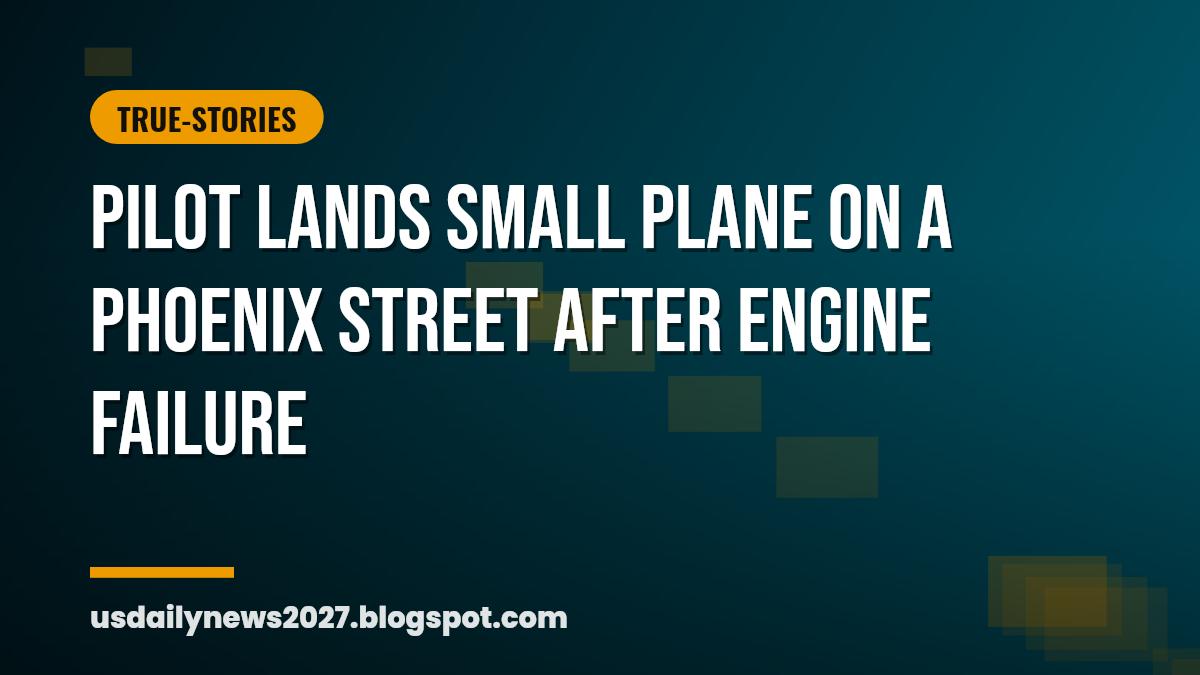 TRUE-STORIES
PILOT LANDS SMALL PLANE ON A
PHOENIX STREET AFTER ENGINE
FAILURE
usdailynews2027.blogspot.com